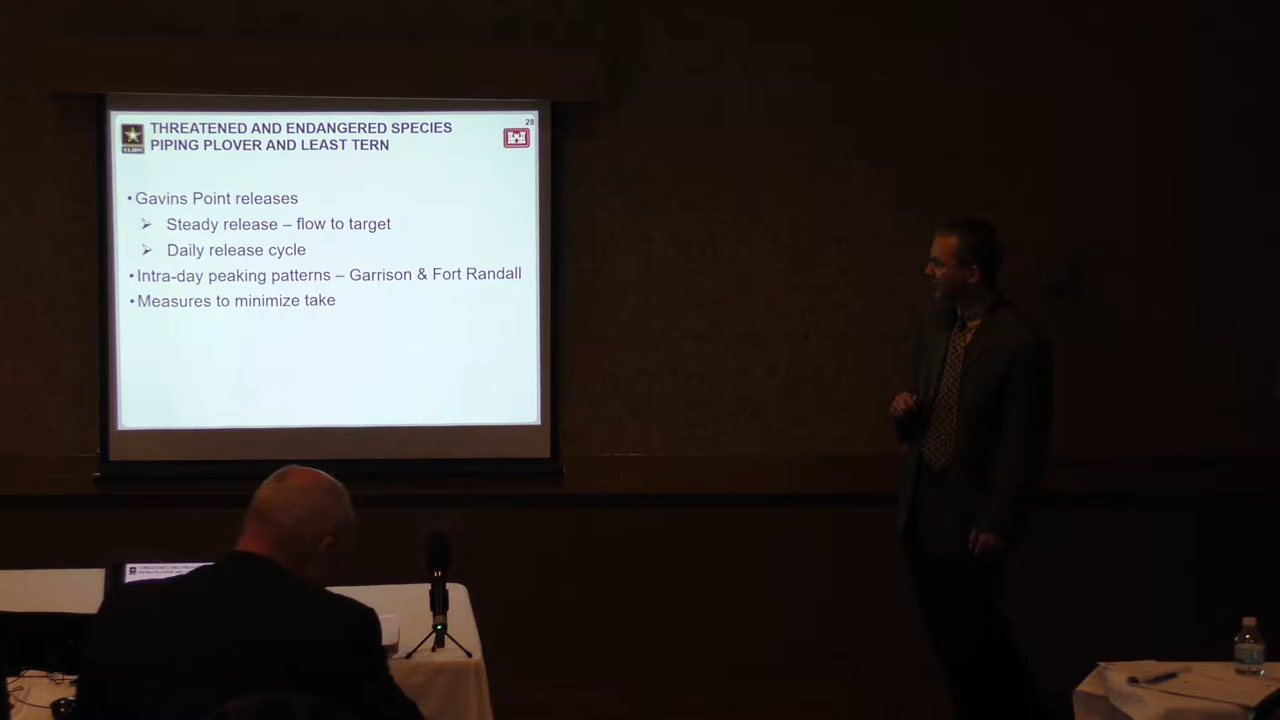 28
THREATENED AND ENDANGERED SPECIES
PIPING PLOVER AND LEAST TERN
• Gavins Point releases
➢ Steady release – flow to target
➢ Daily release cycle
• Intra-day peaking patterns – Garrison & Fort Randall
• Measures to minimize take